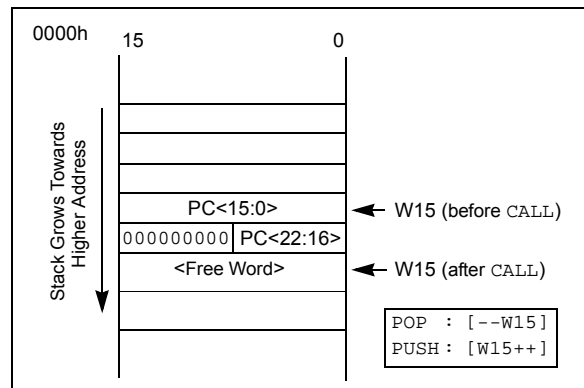 0000h
15 0
Stack Grows Towards
Higher Address
PC<15:0>
W15 (before CALL)
000000000 PC<22:16>
<Free Word>
W15 (after CALL)
POP : [--W15]
PUSH : [W15++]